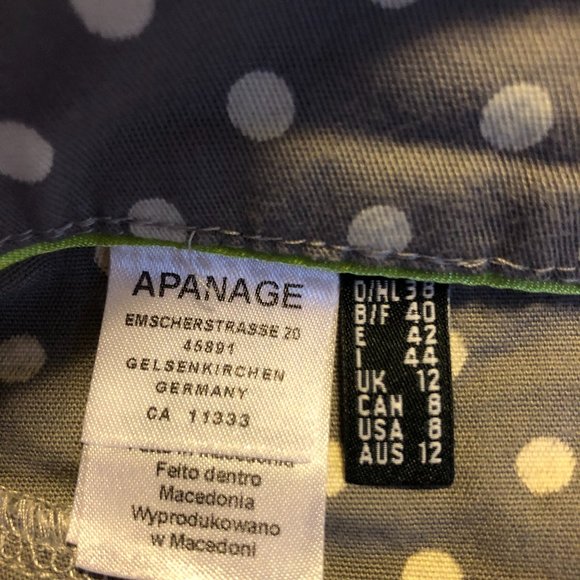 APANAGE
EMSCHERSTRASSE 20
45891
GELSENKIRCHEN
GERMANY
CA 11333
Feito dentro
Macedonia
Wyprodukowano
w Macedoni
D/NL 38
B/F 40
E 42
I 44
UK 12
CAN 8
USA 8
AUS 12